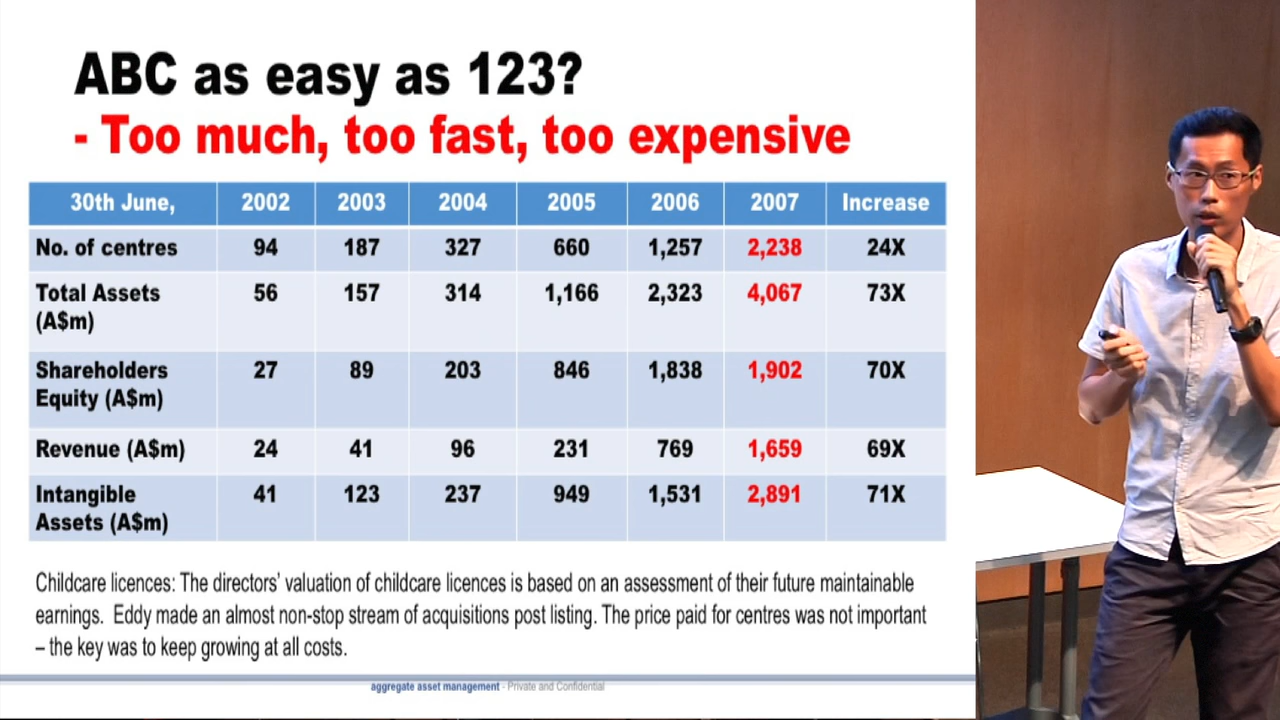 ABC as easy as 123?
- Too much, too fast, too expensive
30th June, 2002 2003 2004 2005 2006 2007 Increase
No. of centres 94 187 327 660 1,257 2,238 24X
Total Assets 56 157 314 1,166 2,323 4,067 73X
(A$m)
Shareholders 27 89 203 846 1,838 1,902 70X
Equity (A$m)
Revenue (A$m) 24 41 96 231 769 1,659 69X
Intangible 41 123 237 949 1,531 2,891 71X
Assets (A$m)
Childcare licences: The directors’ valuation of childcare licences is based on an assessment of their future maintainable
earnings. Eddy made an almost non-stop stream of acquisitions post listing. The price paid for centres was not important
– the key was to keep growing at all costs.
aggregate asset management - Private and Confidential